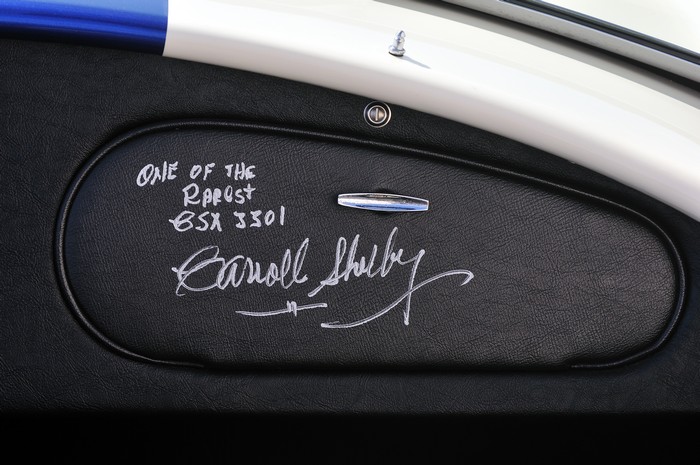 ONE OF THE
RAREST
CSX 3301
Carroll Shelby